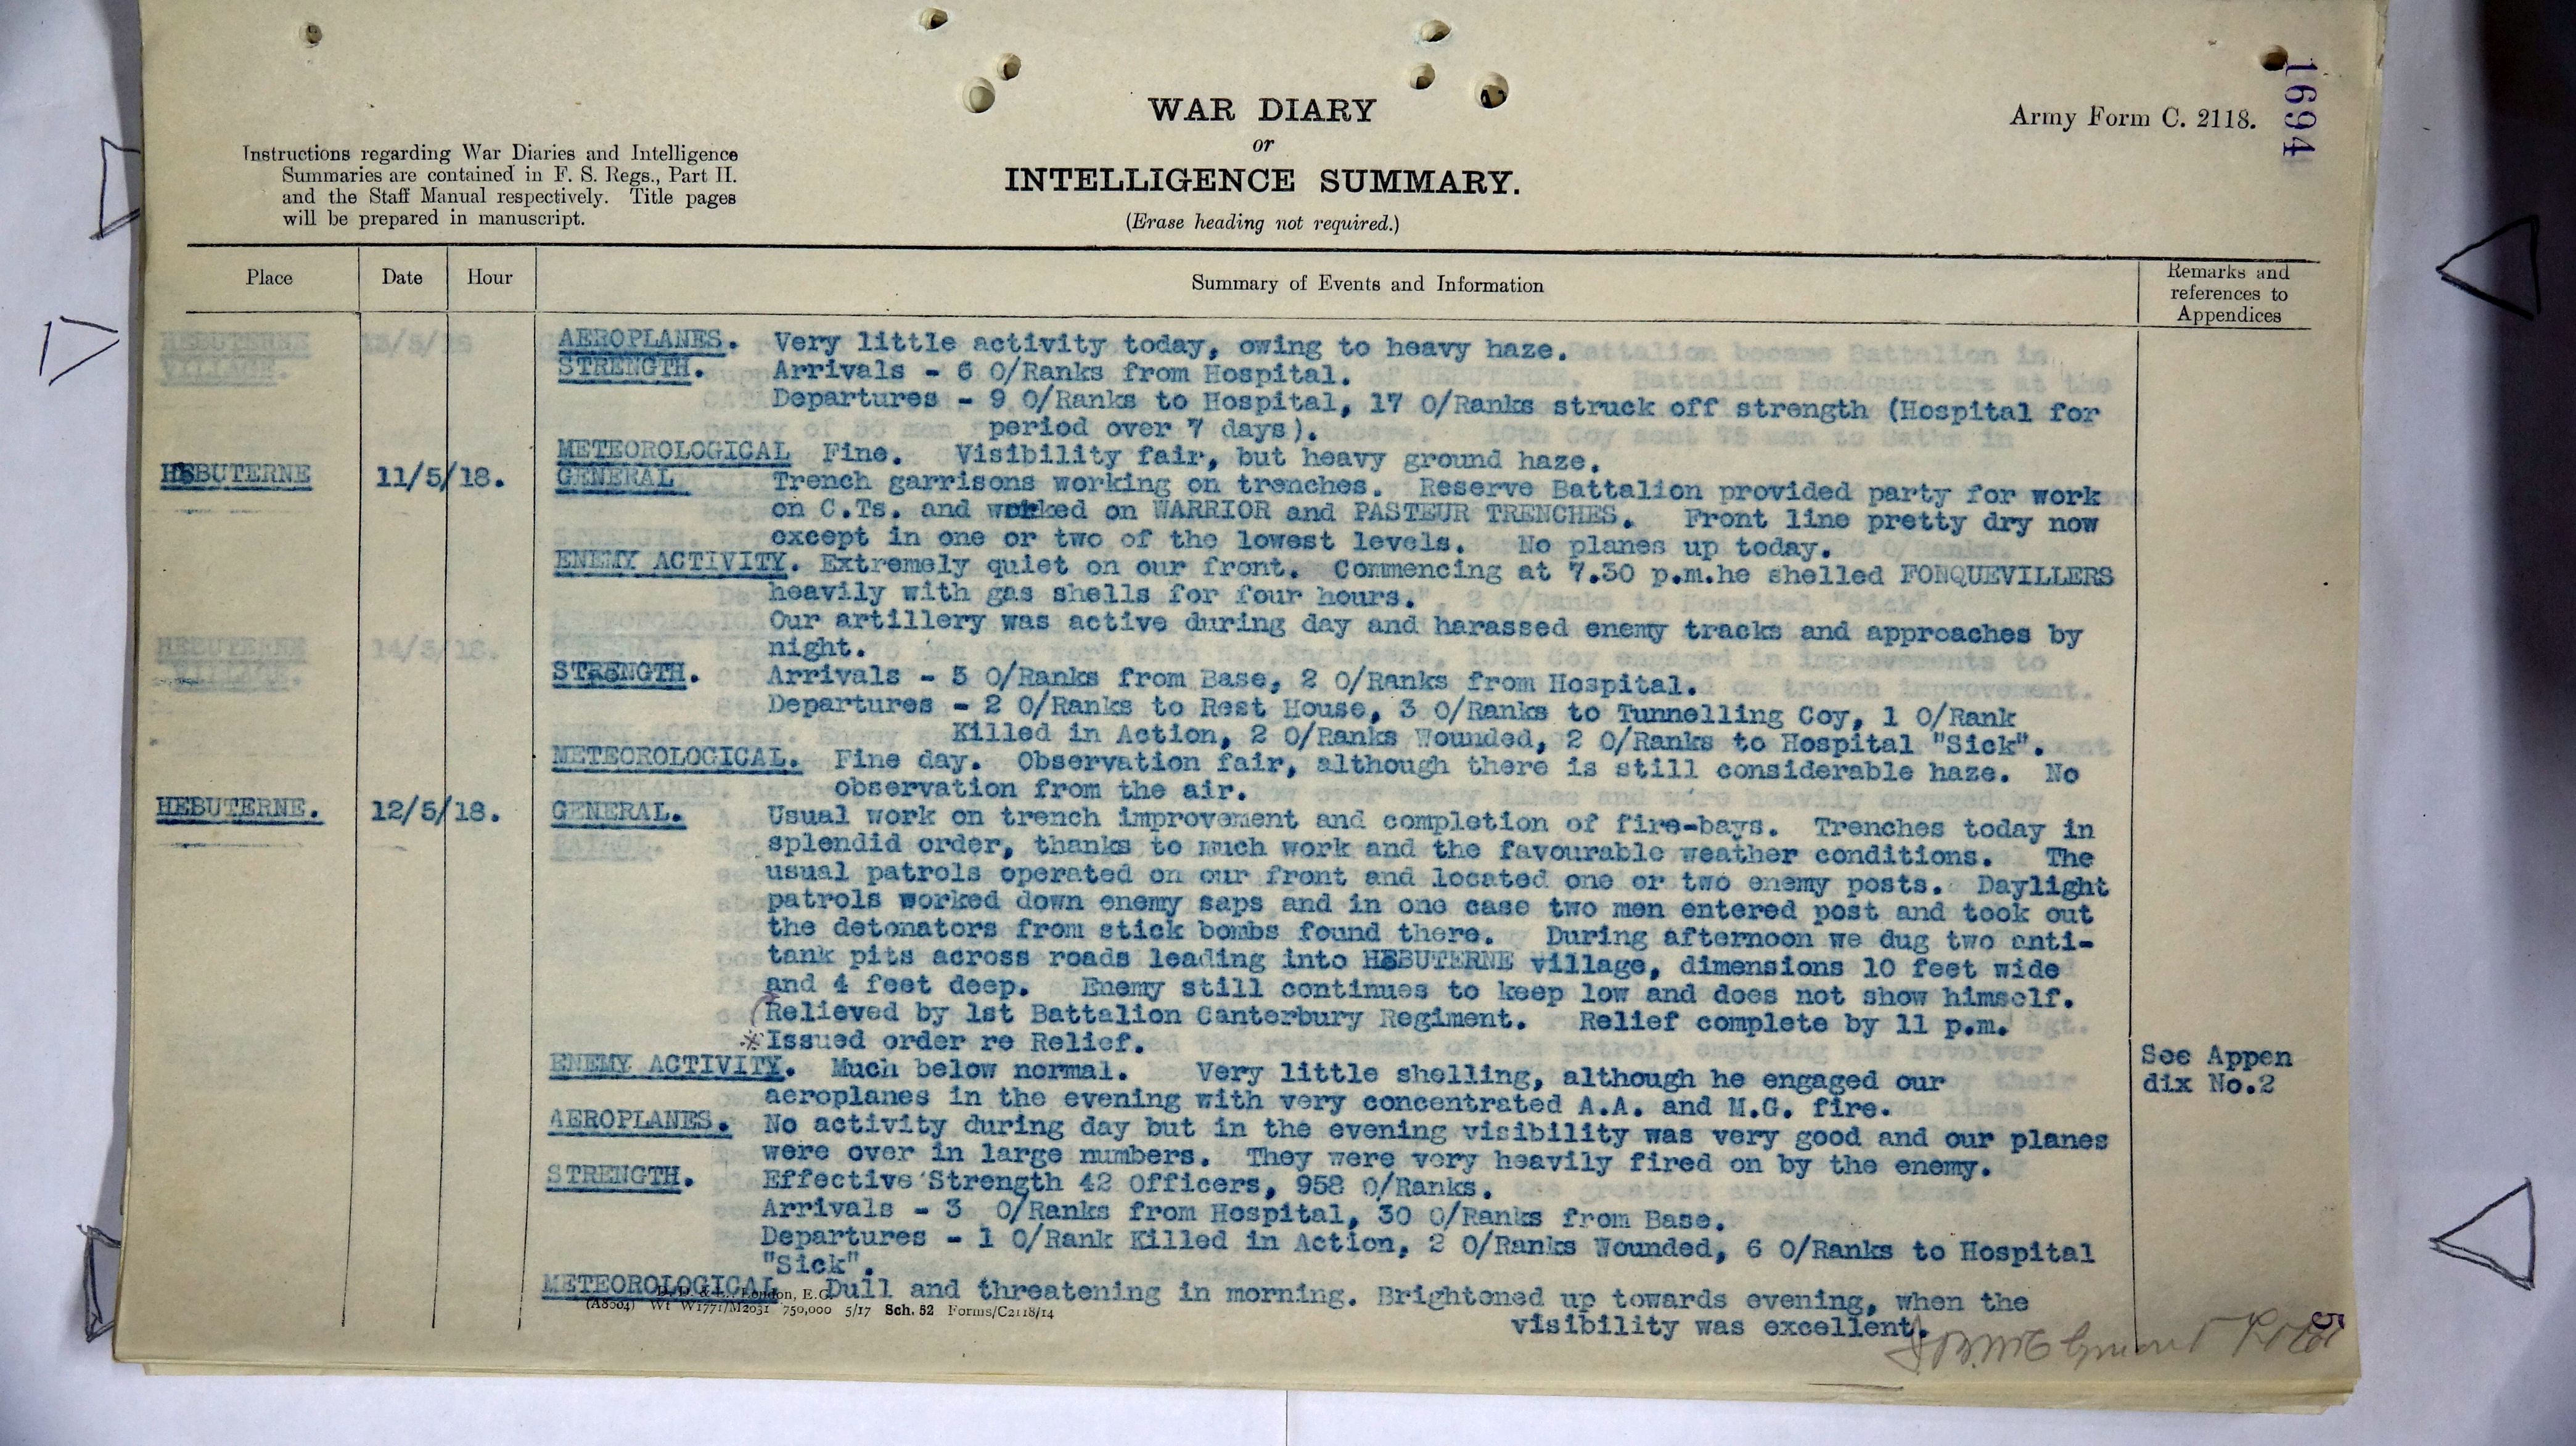 1694
WAR DIARY
or
INTELLIGENCE SUMMARY.
(Erase heading not required.)
Army Form C. 2118.
Instructions regarding War Diaries and Intelligence
Summaries are contained in F. S. Regs., Part II.
and the Staff Manual respectively. Title pages
will be prepared in manuscript.
Place Date Hour Summary of Events and Information Remarks and references to Appendices
AEROPLANES. Very little activity today, owing to heavy haze.
STRENGTH. Arrivals - 6 O/Ranks from Hospital.
Departures - 9 O/Ranks to Hospital, 17 O/Ranks struck off strength (Hospital for
period over 7 days).
METEOROLOGICAL Fine. Visibility fair, but heavy ground haze.
HEBUTERNE 11/5/18. GENERAL Trench garrisons working on trenches. Reserve Battalion provided party for work
on C.Ts. and worked on WARRIOR and PASTEUR TRENCHES. Front line pretty dry now
except in one or two of the lowest levels. No planes up today.
ENEMY ACTIVITY. Extremely quiet on our front. Commencing at 7.30 p.m.he shelled FONQUEVILLERS
heavily with gas shells for four hours.
Our artillery was active during day and harassed enemy tracks and approaches by
night.
STRENGTH. Arrivals - 5 O/Ranks from Base, 2 O/Ranks from Hospital.
Departures - 2 O/Ranks to Rest House, 3 O/Ranks to Tunnelling Coy, 1 O/Rank
Killed in Action, 2 O/Ranks Wounded, 2 O/Ranks to Hospital "Sick".
METEOROLOGICAL. Fine day. Observation fair, although there is still considerable haze. No
observation from the air.
HEBUTERNE. 12/5/18. GENERAL. Usual work on trench improvement and completion of fire-bays. Trenches today in
splendid order, thanks to much work and the favourable weather conditions. The
usual patrols operated on our front and located one or two enemy posts. Daylight
patrols worked down enemy saps and in one case two men entered post and took out
the detonators from stick bombs found there. During afternoon we dug two anti-
tank pits across roads leading into HEBUTERNE village, dimensions 10 feet wide
and 4 feet deep. Enemy still continues to keep low and does not show himself.
(Relieved by 1st Battalion Canterbury Regiment. Relief complete by 11 p.m.
*Issued order re Relief.
See Appen
dix No.2
ENEMY ACTIVITY. Much below normal. Very little shelling, although he engaged our
aeroplanes in the evening with very concentrated A.A. and M.G. fire.
AEROPLANES. No activity during day but in the evening visibility was very good and our planes
were over in large numbers. They were very heavily fired on by the enemy.
STRENGTH. Effective Strength 42 Officers, 958 O/Ranks.
Arrivals - 3 O/Ranks from Hospital, 30 O/Ranks from Base.
Departures - 1 O/Rank Killed in Action, 2 O/Ranks Wounded, 6 O/Ranks to Hospital
"Sick".
METEOROLOGICAL Dull and threatening in morning. Brightened up towards evening, when the
visibility was excellent.
D. D. & L., London, E.C.
(A8004) Wt W1771/M2031 750,000 5/17 Sch. 52 Forms/C2118/14
5